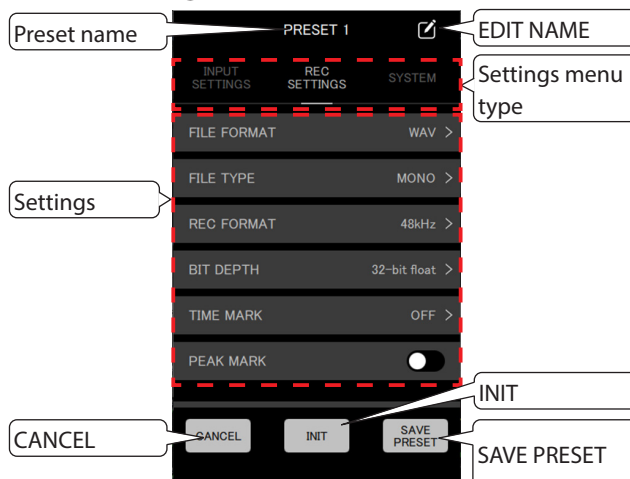 Preset name
PRESET 1
EDIT NAME
INPUT
SETTINGS
REC
SETTINGS
SYSTEM
Settings menu
type
Settings
FILE FORMAT WAV >
FILE TYPE MONO >
REC FORMAT 48kHz >
BIT DEPTH 32-bit float >
TIME MARK OFF >
PEAK MARK
INIT
CANCEL
CANCEL
INIT
SAVE
PRESET
SAVE PRESET